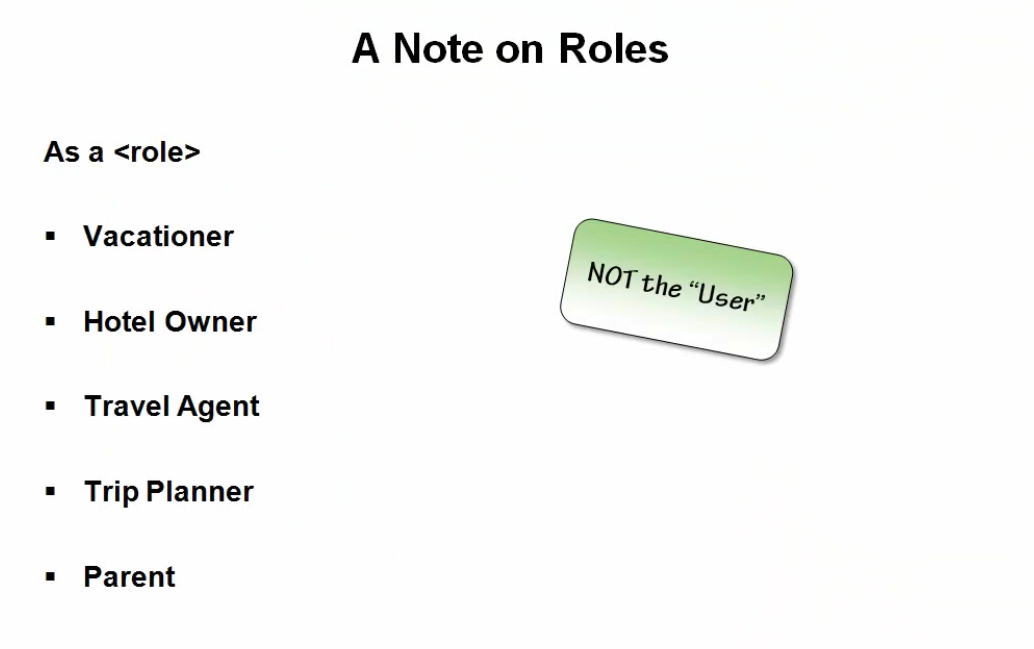 A Note on Roles
As a <role>
▪ Vacationer
▪ Hotel Owner
▪ Travel Agent
▪ Trip Planner
▪ Parent
NOT the “User”